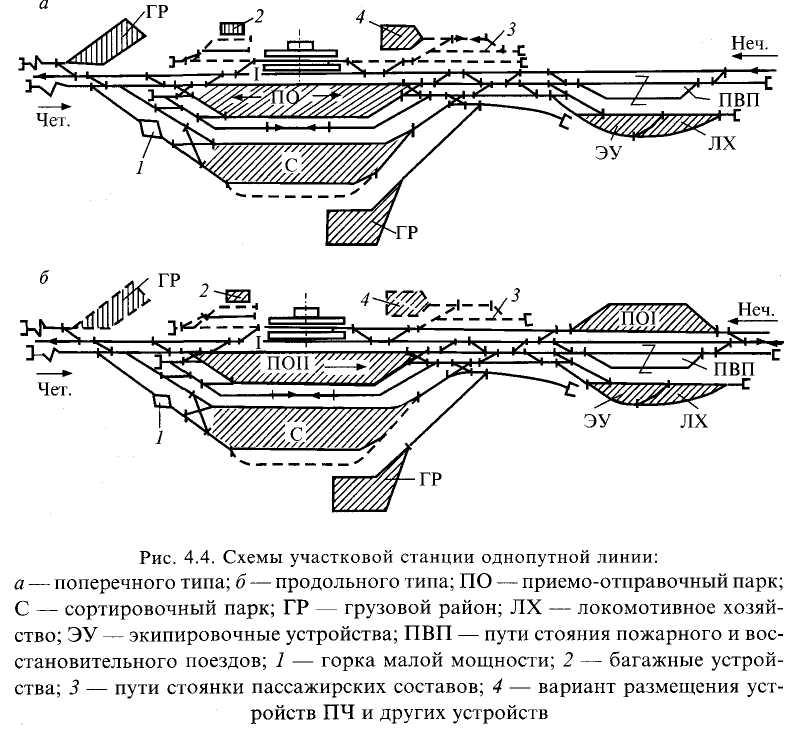 а
ГР
2
4
3
Неч.
I
ПО
ПВП
Чет.
1
С
ЭУ
ЛХ
ГР
б
ГР
2
4
3
Неч.
ПОI
I
ПОII
ПВП
Чет.
1
С
ЭУ
ЛХ
ГР
Рис. 4.4. Схемы участковой станции однопутной линии:
а — поперечного типа; б — продольного типа; ПО — приемо-отправочный парк;
С — сортировочный парк; ГР — грузовой район; ЛХ — локомотивное хозяй-
ство; ЭУ — экипировочные устройства; ПВП — пути стояния пожарного и вос-
становительного поездов; 1 — горка малой мощности; 2 — багажные устрой-
ства; 3 — пути стоянки пассажирских составов; 4 — вариант размещения уст-
ройств ПЧ и других устройств